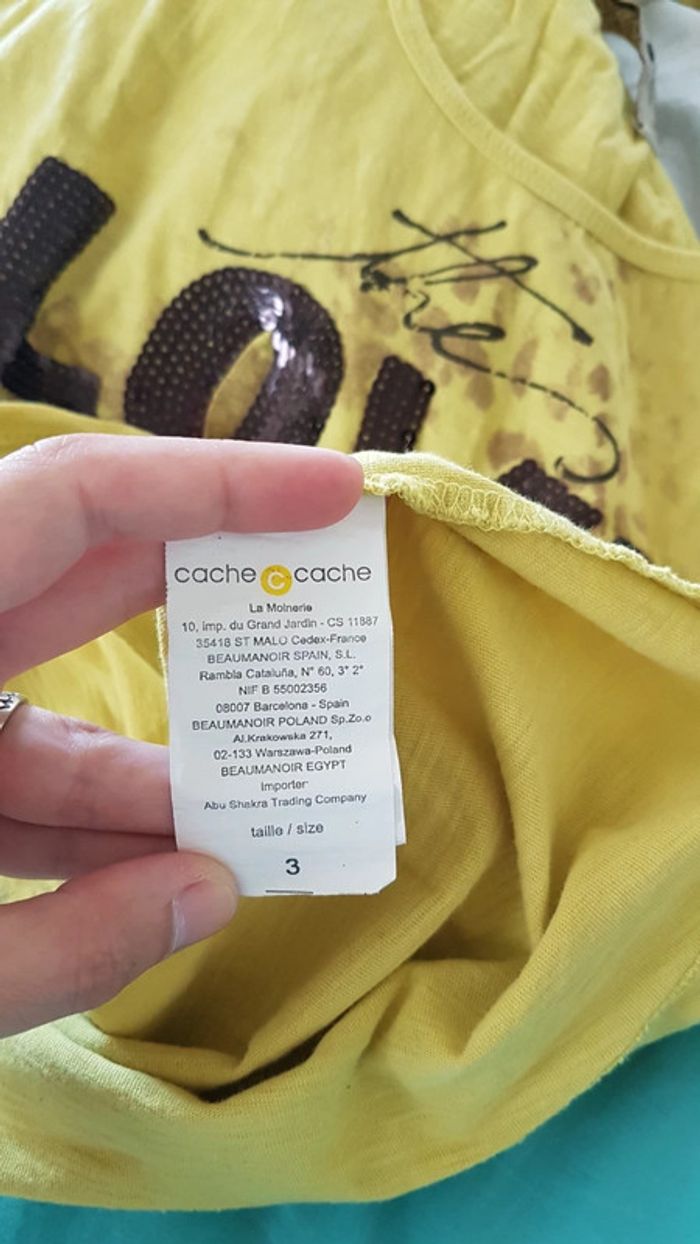 LO
the
cache c cache
La Moinerie
10, imp. du Grand Jardin - CS 11887
35418 ST MALO Cedex-France
BEAUMANOIR SPAIN, S.L.
Rambla Cataluña, N° 60, 3° 2°
NIF B 55002356
08007 Barcelona - Spain
BEAUMANOIR POLAND Sp.Zo.o
Al.Krakowska 271,
02-133 Warszawa-Poland
BEAUMANOIR EGYPT
Importer:
Abu Shakra Trading Company
taille / size
3